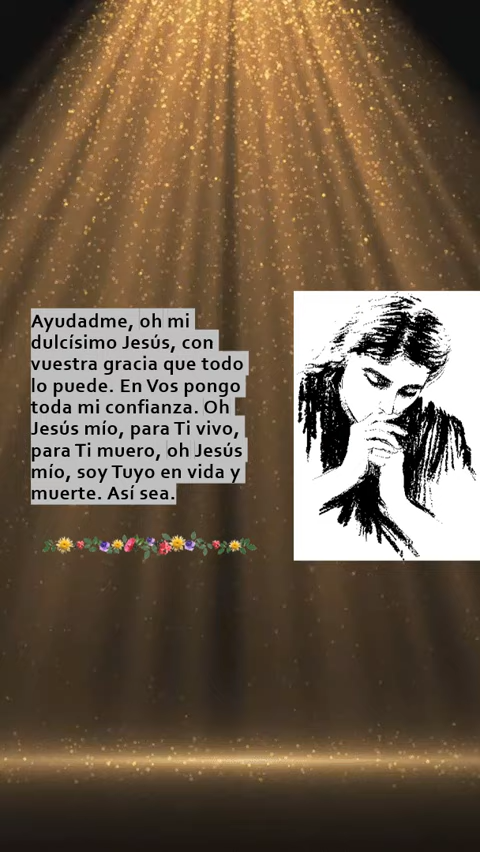 Ayudadme, oh mi
dulcísimo Jesús, con
vuestra gracia que todo
lo puede. En Vos pongo
toda mi confianza. Oh
Jesús mío, para Ti vivo,
para Ti muero, oh Jesús
mío, soy Tuyo en vida y
muerte. Así sea.